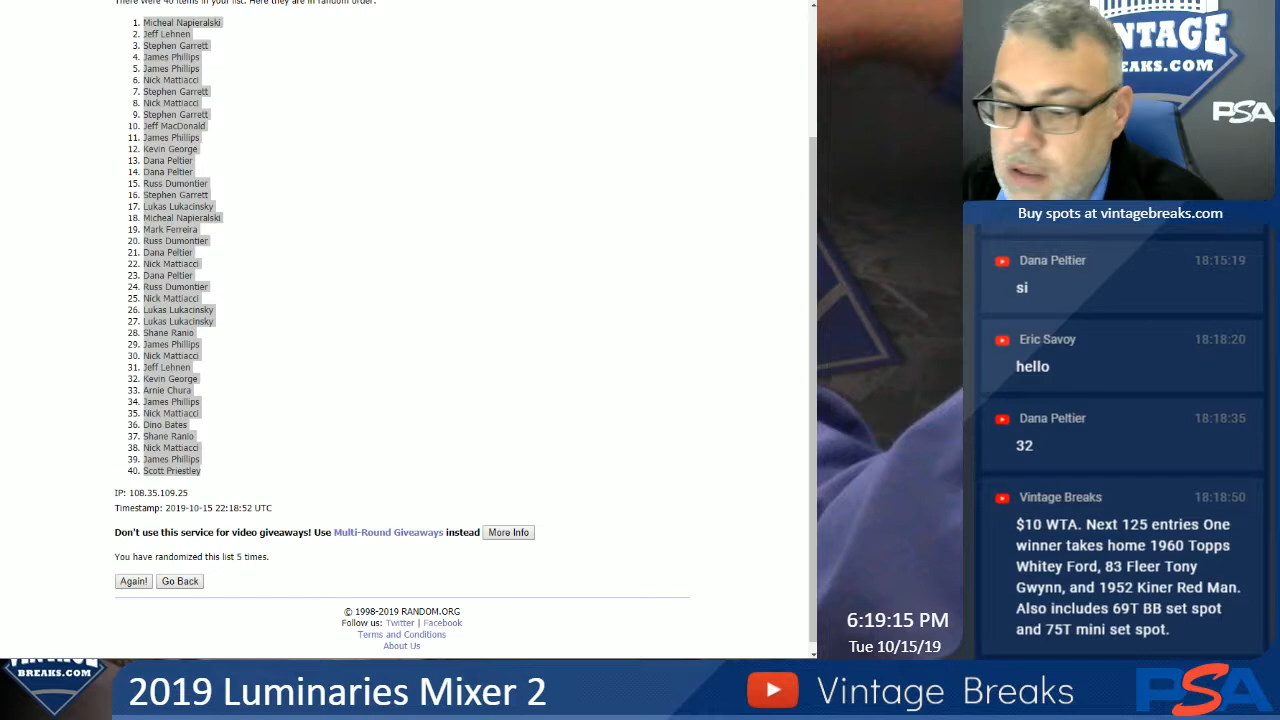 There were 40 items in your list. Here they are in random order:
1. Micheal Napieralski
2. Jeff Lehnen
3. Stephen Garrett
4. James Phillips
5. James Phillips
6. Nick Mattiacci
7. Stephen Garrett
8. Nick Mattiacci
9. Stephen Garrett
10. Jeff MacDonald
11. James Phillips
12. Kevin George
13. Dana Peltier
14. Dana Peltier
15. Russ Dumontier
16. Stephen Garrett
17. Lukas Lukacinsky
18. Micheal Napieralski
19. Mark Ferreira
20. Russ Dumontier
21. Dana Peltier
22. Nick Mattiacci
23. Dana Peltier
24. Russ Dumontier
25. Nick Mattiacci
26. Lukas Lukacinsky
27. Lukas Lukacinsky
28. Shane Ranio
29. James Phillips
30. Nick Mattiacci
31. Jeff Lehnen
32. Kevin George
33. Arnie Chura
34. James Phillips
35. Nick Mattiacci
36. Dino Bates
37. Shane Ranio
38. Nick Mattiacci
39. James Phillips
40. Scott Priestley
IP: 108.35.109.25
Timestamp: 2019-10-15 22:18:52 UTC
Don't use this service for video giveaways! Use Multi-Round Giveaways instead More Info
You have randomized this list 5 times.
Again! Go Back
© 1998-2019 RANDOM.ORG
Follow us: Twitter | Facebook
Terms and Conditions
About Us
VINTAGE
BREAKS.COM
PSA
Buy spots at vintagebreaks.com
Dana Peltier 18:15:19
si
Eric Savoy 18:18:20
hello
Dana Peltier 18:18:35
32
Vintage Breaks 18:18:50
$10 WTA. Next 125 entries One
winner takes home 1960 Topps
Whitey Ford, 83 Fleer Tony
Gwynn, and 1952 Kiner Red Man.
Also includes 69T BB set spot
and 75T mini set spot.
6:19:15 PM
Tue 10/15/19
VINTAGE
BREAKS.COM
2019 Luminaries Mixer 2
Vintage Breaks
PSA